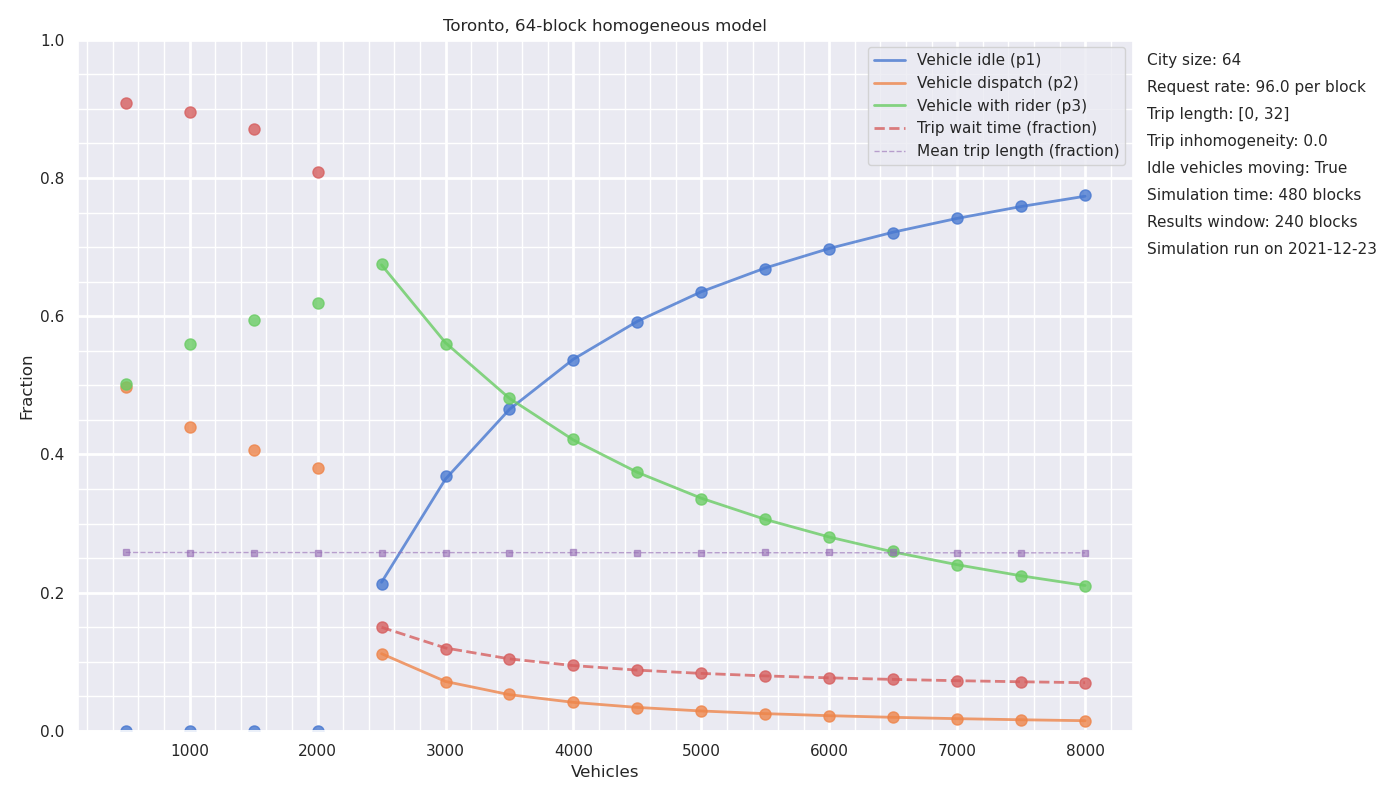 Toronto, 64-block homogeneous model
1.0
0.8
0.6
0.4
0.2
0.0
Fraction
1000 2000 3000 4000 5000 6000 7000 8000
Vehicles
Vehicle idle (p1)
Vehicle dispatch (p2)
Vehicle with rider (p3)
Trip wait time (fraction)
Mean trip length (fraction)
City size: 64
Request rate: 96.0 per block
Trip length: [0, 32]
Trip inhomogeneity: 0.0
Idle vehicles moving: True
Simulation time: 480 blocks
Results window: 240 blocks
Simulation run on 2021-12-23